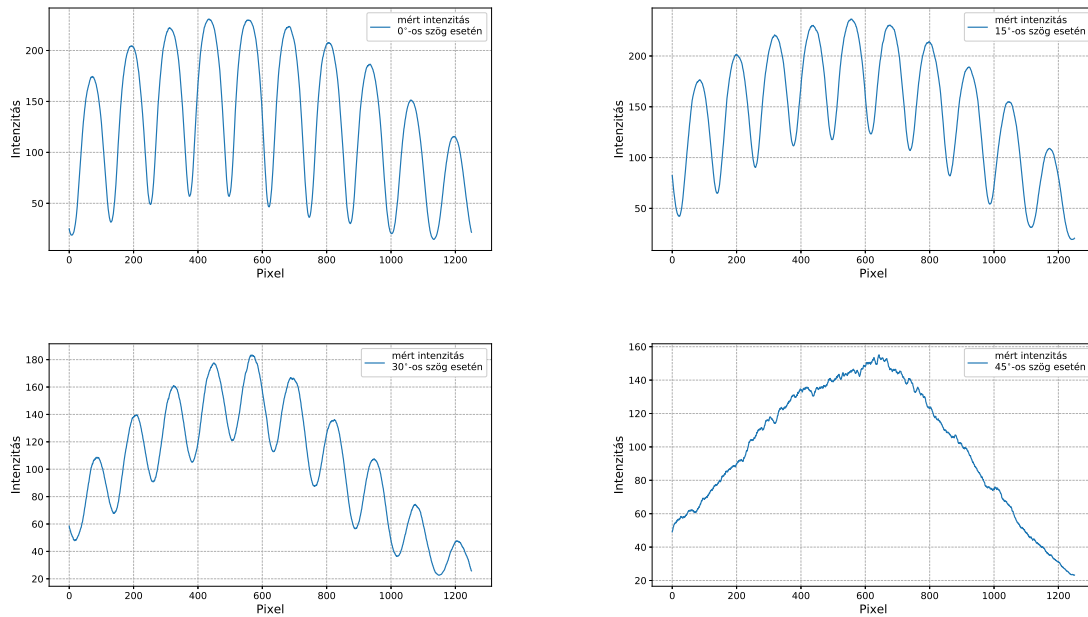 mért intenzitás
0°-os szög esetén
Intenzitás
200
150
100
50
0 200 400 600 800 1000 1200
Pixel
mért intenzitás
15°-os szög esetén
Intenzitás
200
150
100
50
0 200 400 600 800 1000 1200
Pixel
mért intenzitás
30°-os szög esetén
Intenzitás
180
160
140
120
100
80
60
40
20
0 200 400 600 800 1000 1200
Pixel
mért intenzitás
45°-os szög esetén
Intenzitás
160
140
120
100
80
60
40
20
0 200 400 600 800 1000 1200
Pixel